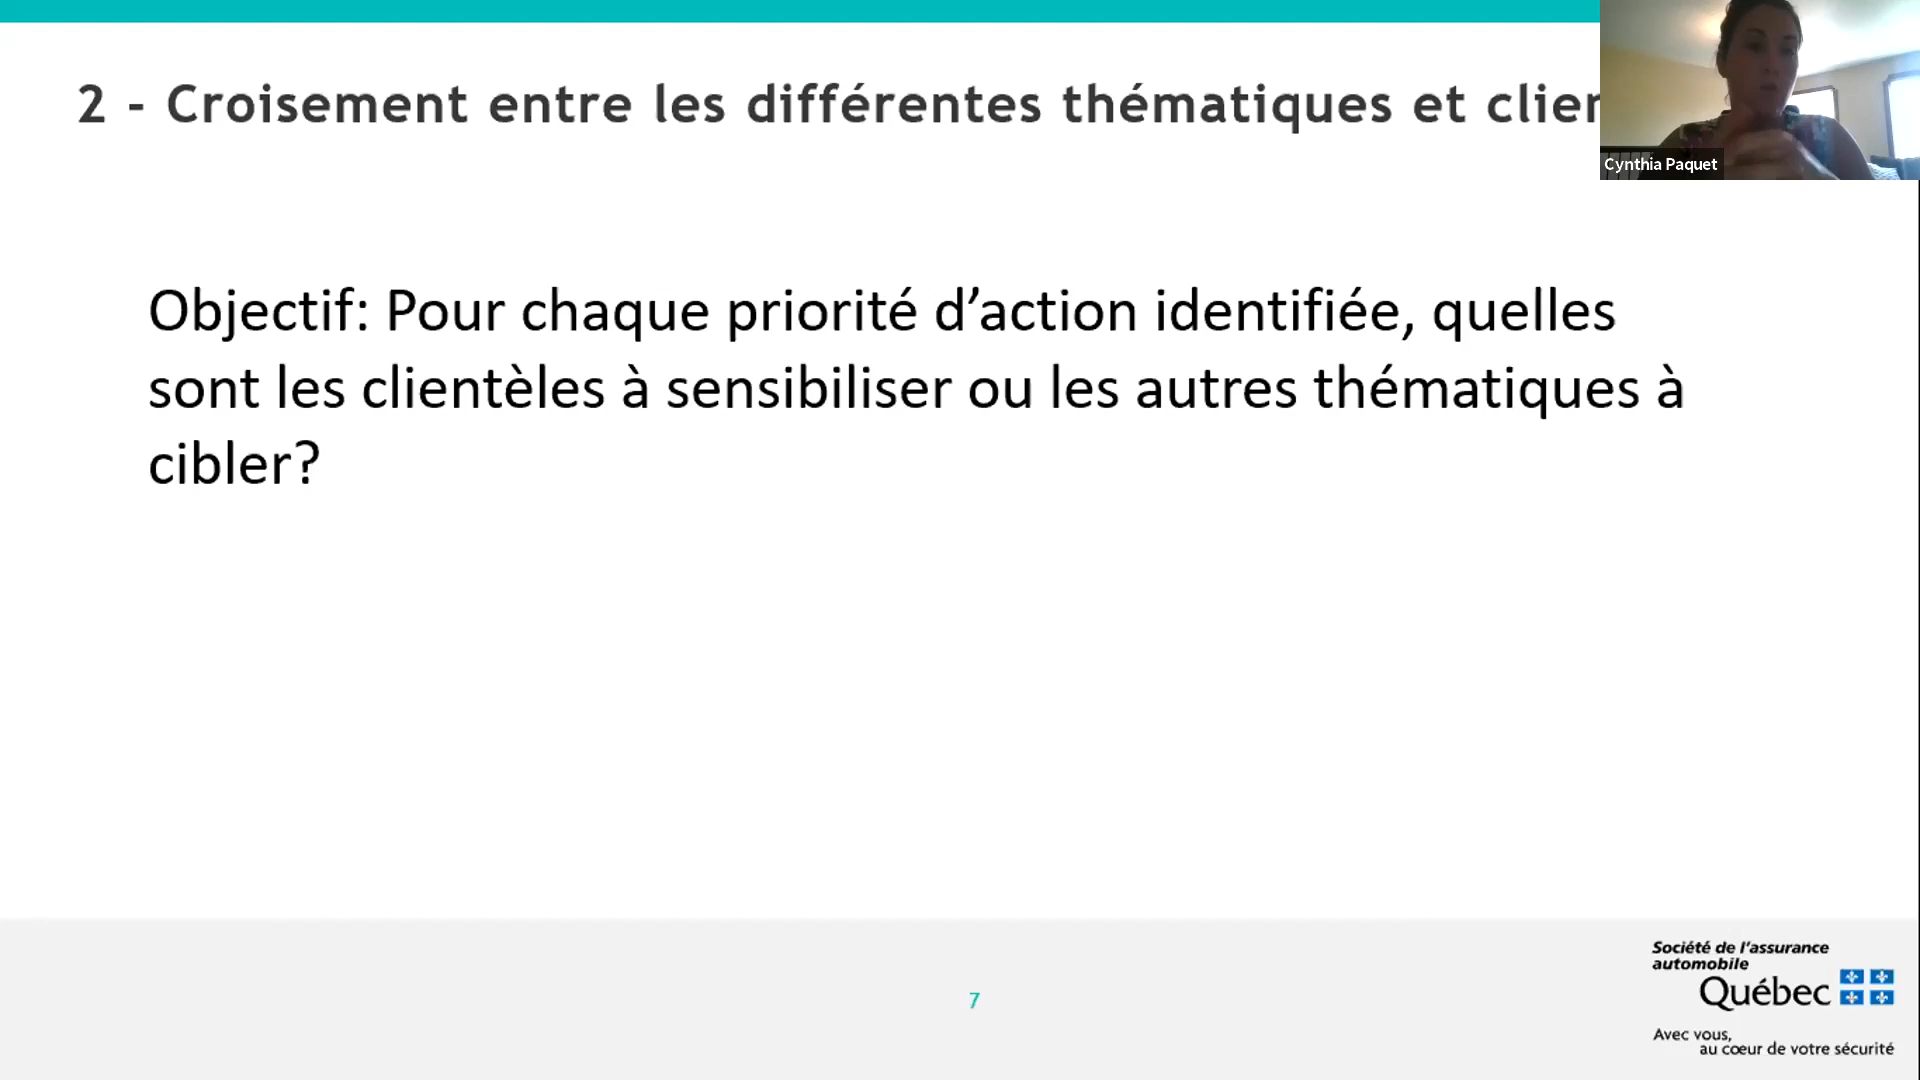 2 - Croisement entre les différentes thématiques et clien
Cynthia Paquet
Objectif: Pour chaque priorité d’action identifiée, quelles
sont les clientèles à sensibiliser ou les autres thématiques à
cibler?
7
Société de l’assurance
automobile
Québec
Avec vous,
au cœur de votre sécurité